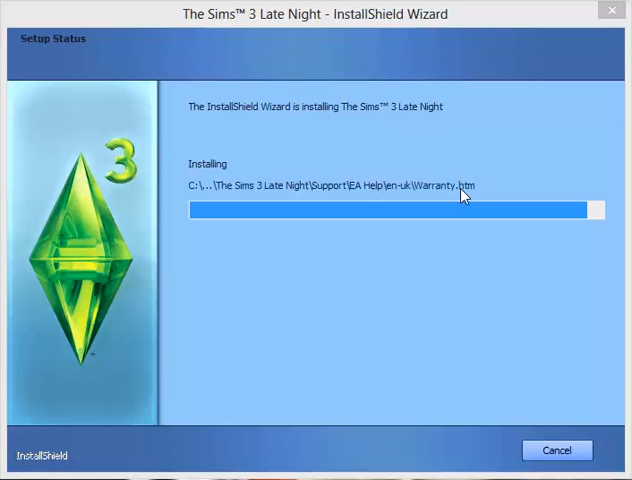 The Sims™ 3 Late Night - InstallShield Wizard
Setup Status
3
The InstallShield Wizard is installing The Sims™ 3 Late Night
Installing
C:\...\The Sims 3 Late Night\Support\EA Help\en-uk\Warranty.htm
InstallShield
Cancel